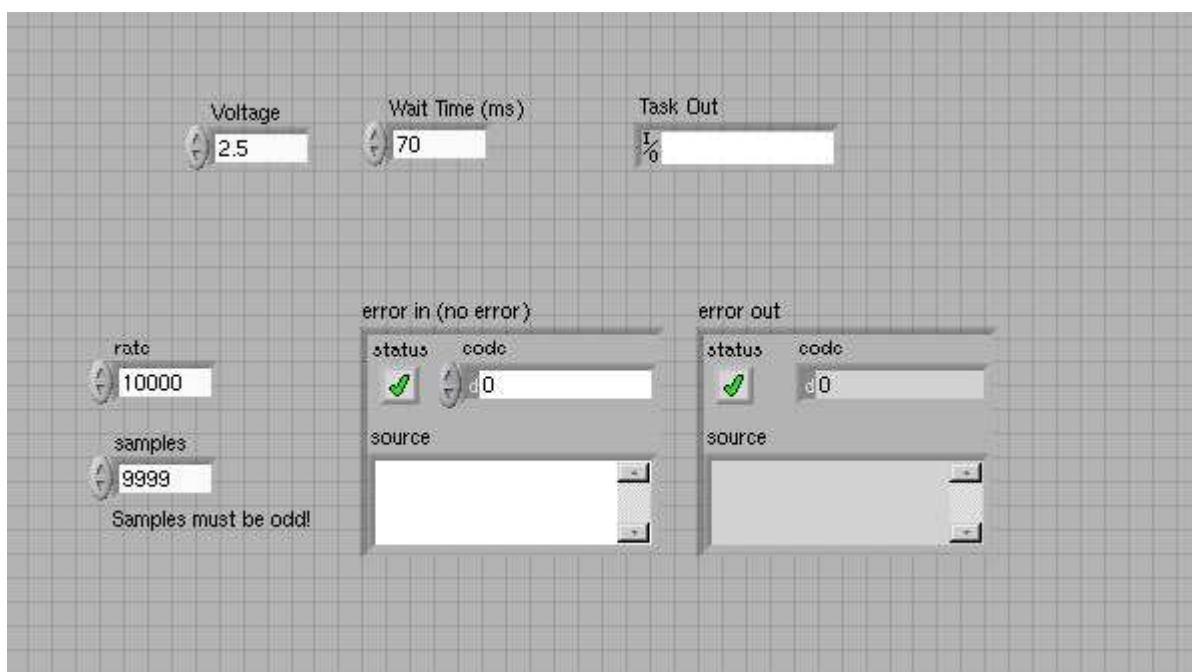 Voltage
Wait Time (ms)
Task Out
2.5
70
I/O
error in (no error)
error out
rate
status
code
status
code
10000
d 0
d 0
samples
source
source
9999
Samples must be odd!